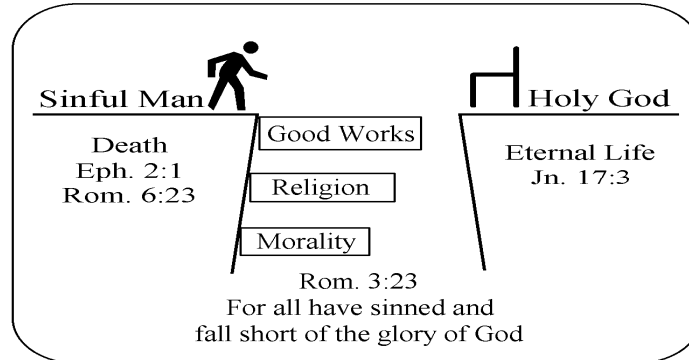 Sinful Man
Holy God
Death
Eph. 2:1
Rom. 6:23
Good Works
Religion
Morality
Eternal Life
Jn. 17:3
Rom. 3:23
For all have sinned and
fall short of the glory of God